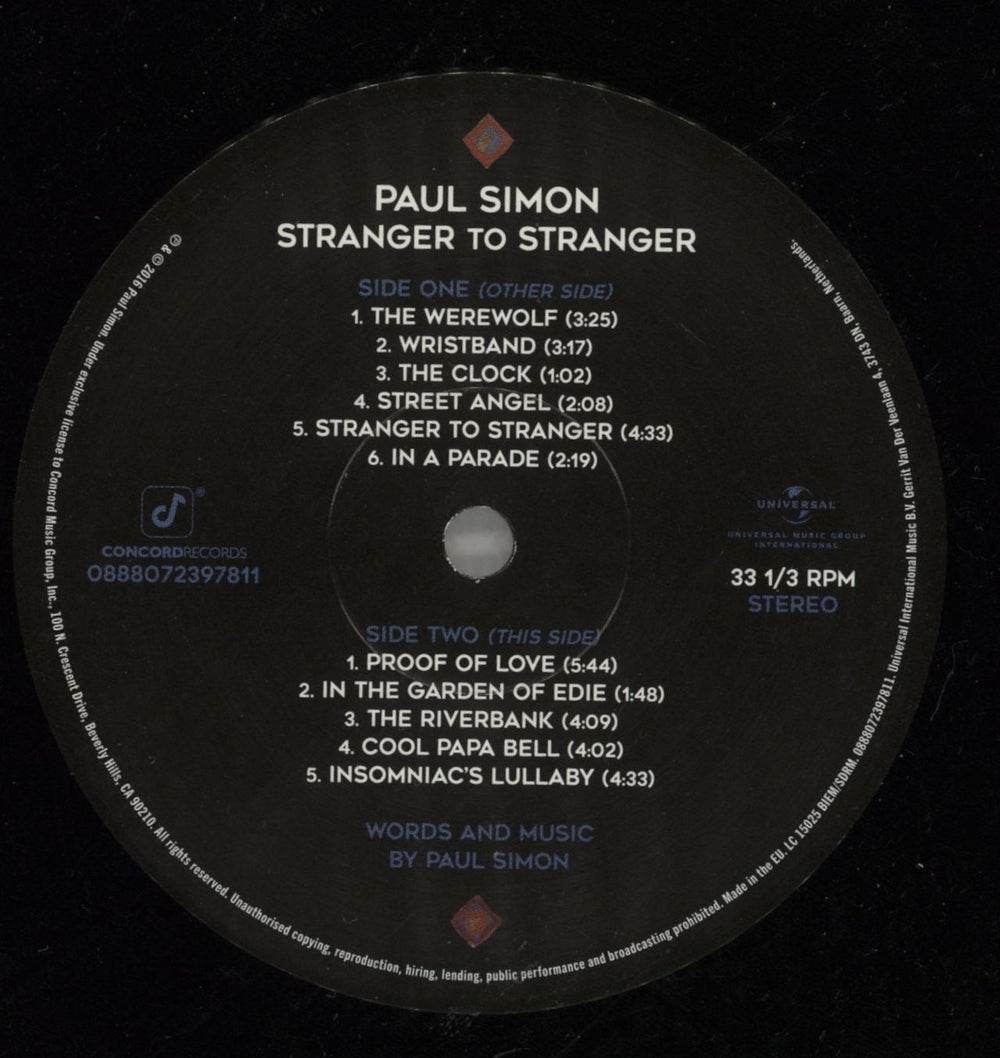 PAUL SIMON
STRANGER TO STRANGER
SIDE ONE (OTHER SIDE)
1. THE WEREWOLF (3:25)
2. WRISTBAND (3:17)
3. THE CLOCK (1:02)
4. STREET ANGEL (2:08)
5. STRANGER TO STRANGER (4:33)
6. IN A PARADE (2:19)
CONCORDRECORDS
0888072397811
UNIVERSAL
UNIVERSAL MUSIC GROUP
INTERNATIONAL
33 1/3 RPM
STEREO
SIDE TWO (THIS SIDE)
1. PROOF OF LOVE (5:44)
2. IN THE GARDEN OF EDIE (1:48)
3. THE RIVERBANK (4:09)
4. COOL PAPA BELL (4:02)
5. INSOMNIAC'S LULLABY (4:33)
WORDS AND MUSIC
BY PAUL SIMON
℗ & © 2016 Paul Simon. Under exclusive license to Concord Music Group, Inc., 100 N. Crescent Drive, Beverly Hills, CA 90210. All rights reserved. Unauthorised copying, reproduction, hiring, lending, public performance and broadcasting prohibited. Made in the EU. LC 15025 BIEM/SDRM. 0888072397811. Universal International Music B.V. Gerrit Van Der Veenlaan 4, 3743 DN, Baarn, Netherlands.